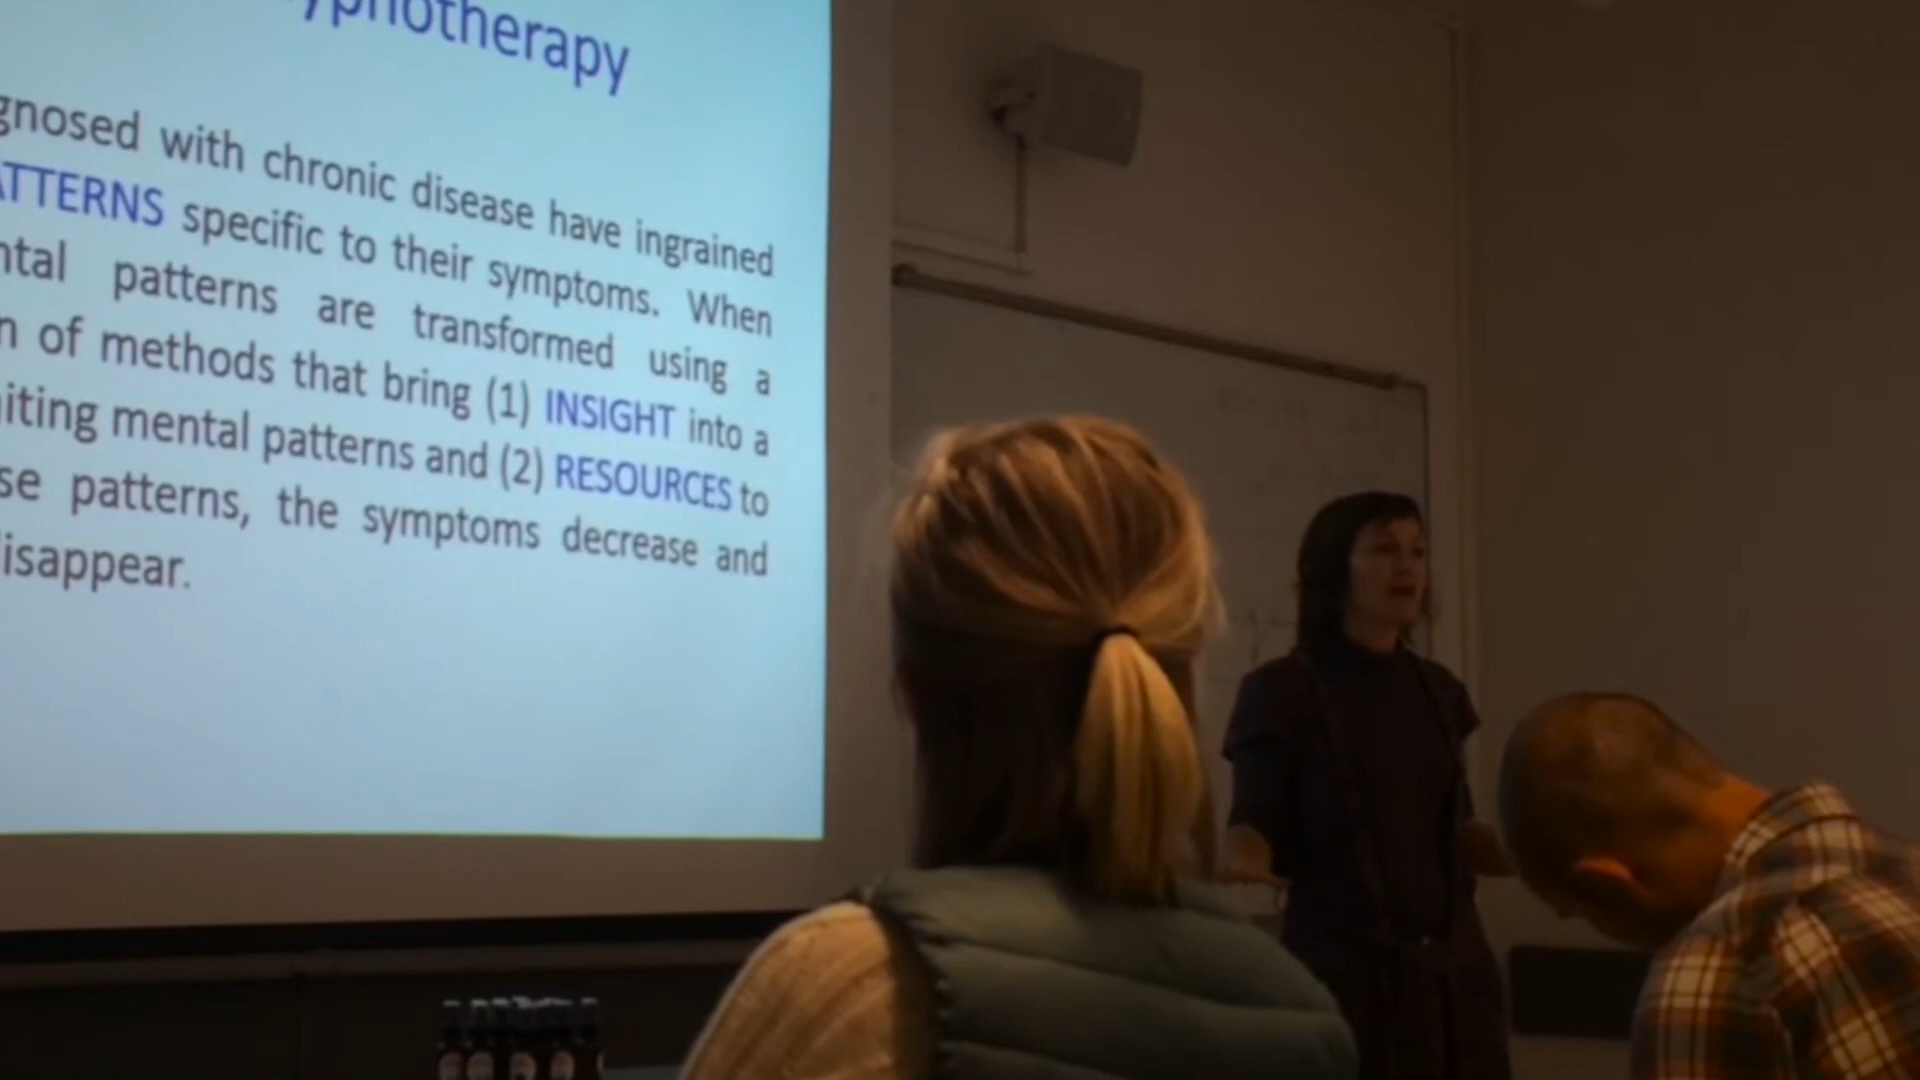 ypnotherapy
gnosed with chronic disease have ingrained
ATTERNS specific to their symptoms. When
ntal patterns are transformed using a
n of methods that bring (1) INSIGHT into a
iting mental patterns and (2) RESOURCES to
se patterns, the symptoms decrease and
isappear.